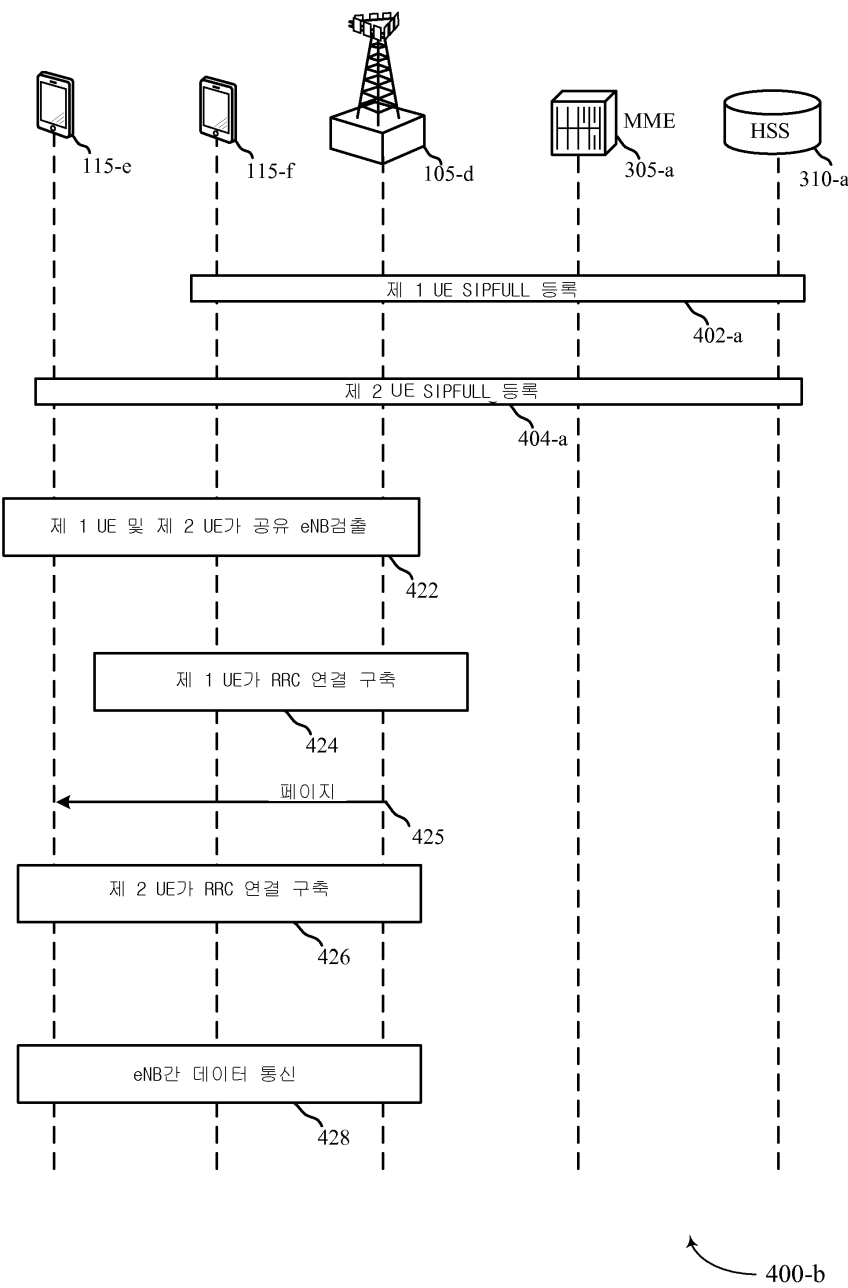 MME
HSS
115-e
115-f
105-d
305-a
310-a
제 1 UE SIPFULL 등록
402-a
제 2 UE SIPFULL 등록
404-a
제 1 UE 및 제 2 UE가 공유 eNB검출
422
제 1 UE가 RRC 연결 구축
424
페이지
425
제 2 UE가 RRC 연결 구축
426
eNB간 데이터 통신
428
400-b